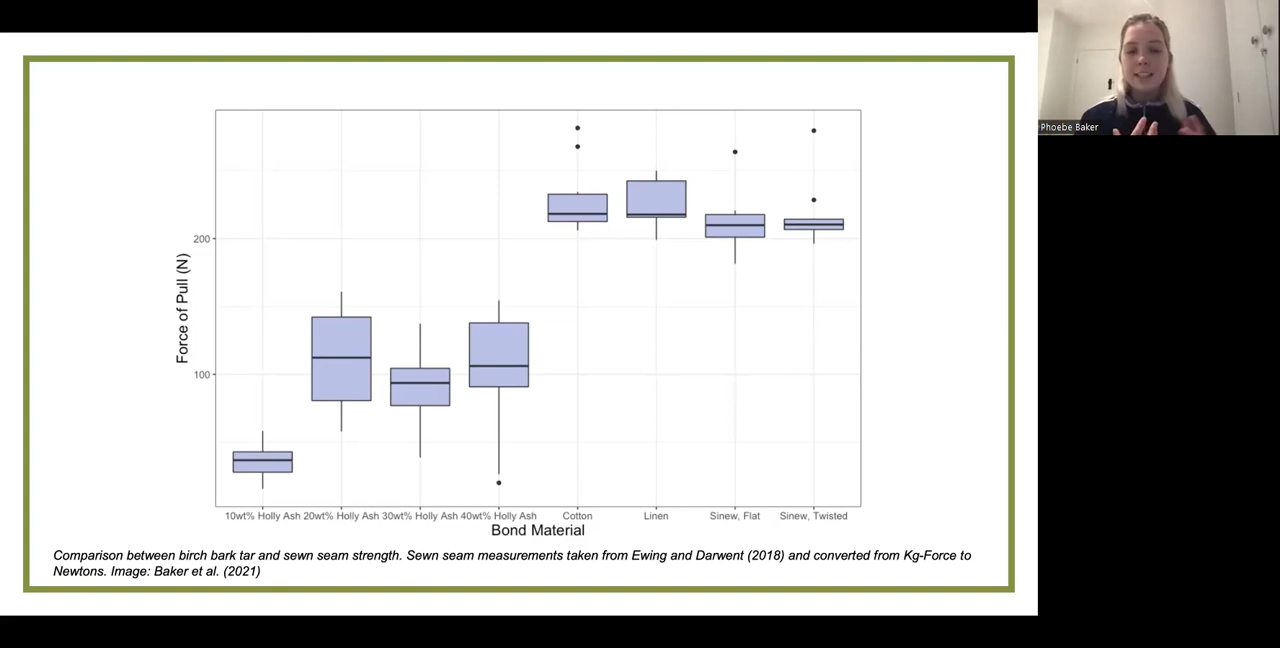 Phoebe Baker
Force of Pull (N)
200
100
10wt% Holly Ash 20wt% Holly Ash 30wt% Holly Ash 40wt% Holly Ash Cotton Linen Sinew, Flat Sinew, Twisted
Bond Material
Comparison between birch bark tar and sewn seam strength. Sewn seam measurements taken from Ewing and Darwent (2018) and converted from Kg-Force to
Newtons. Image: Baker et al. (2021)